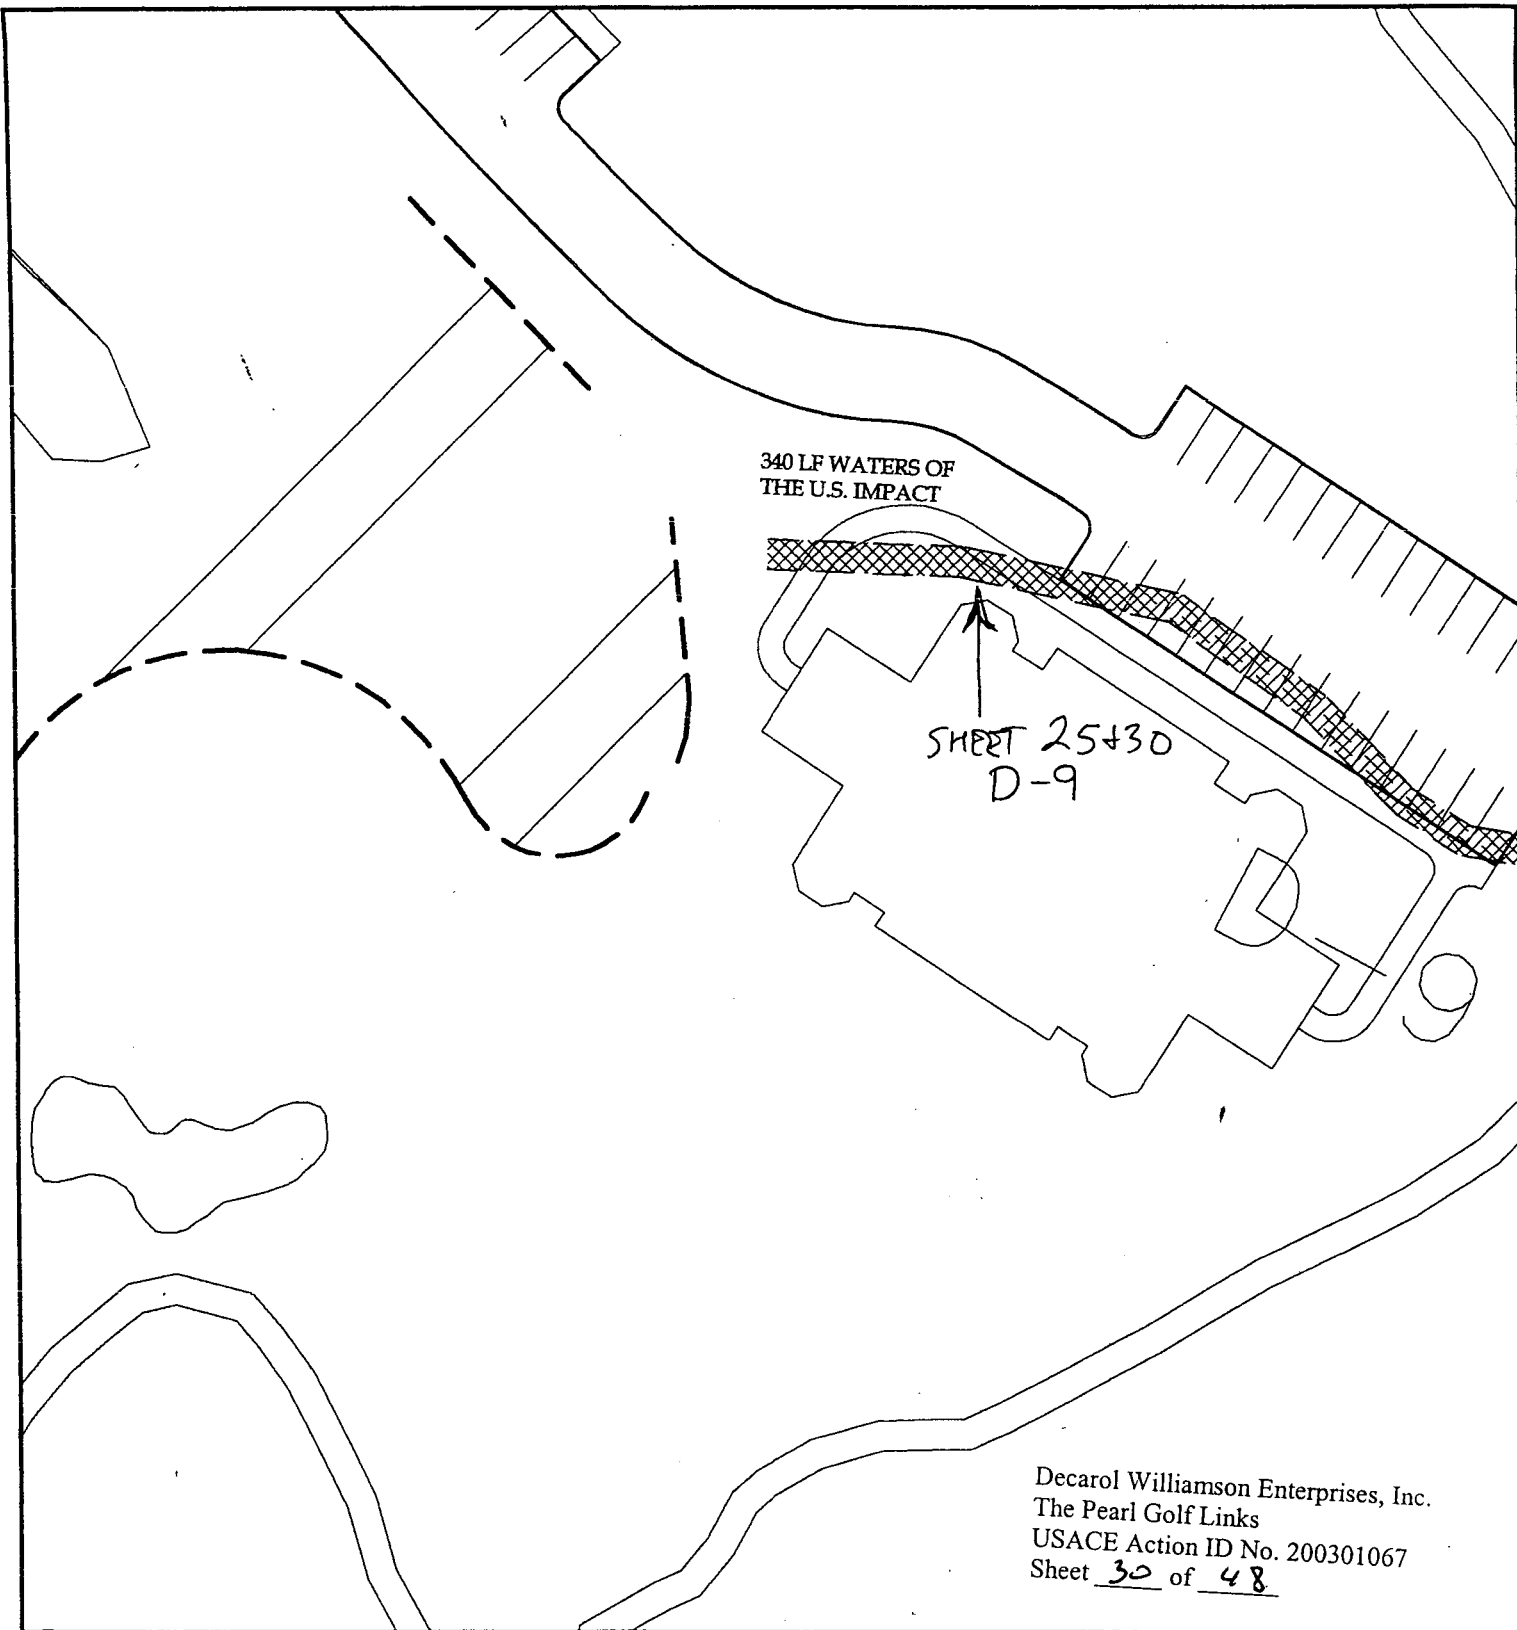 340 LF WATERS OF
THE U.S. IMPACT
SHEET 25+30
D-9
Decarol Williamson Enterprises, Inc.
The Pearl Golf Links
USACE Action ID No. 200301067
Sheet 30 of 48